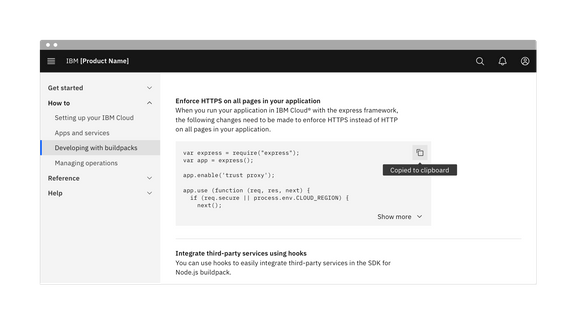 IBM [Product Name]
Get started
How to
Setting up your IBM Cloud
Apps and services
Developing with buildpacks
Managing operations
Reference
Help
Enforce HTTPS on all pages in your application
When you run your application in IBM Cloud® with the express framework,
the following changes need to be made to enforce HTTPS instead of HTTP
on all pages in your application.
var express = require("express");
var app = express();
app.enable('trust proxy');
app.use (function (req, res, next) {
if (req.secure || process.env.CLOUD_REGION) {
next();
Copied to clipboard
Show more
Integrate third-party services using hooks
You can use hooks to easily integrate third-party services in the SDK for
Node.js buildpack.